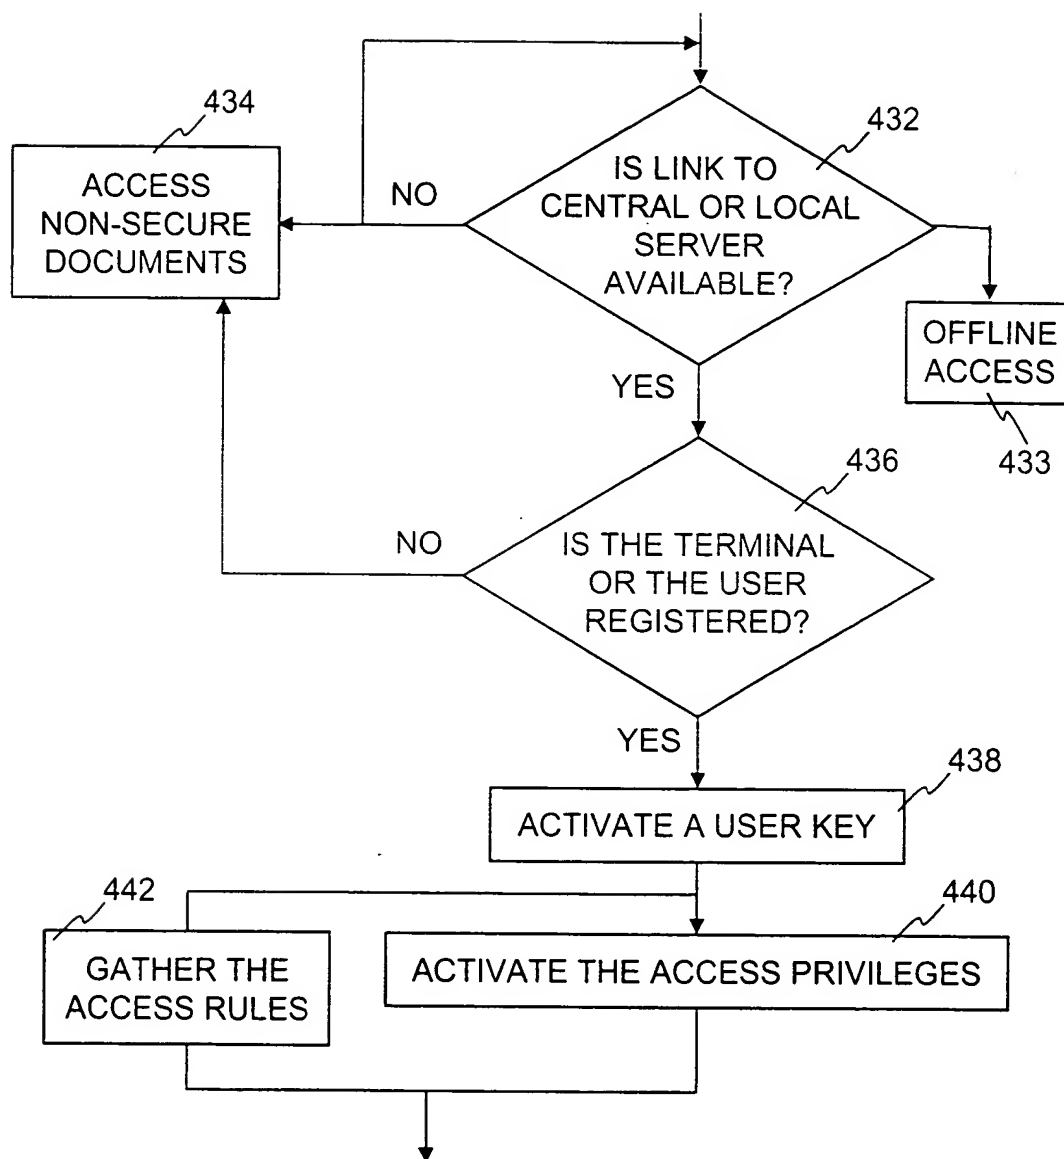 434
ACCESS
NON-SECURE
DOCUMENTS
NO
432
IS LINK TO
CENTRAL OR LOCAL
SERVER
AVAILABLE?
OFFLINE
ACCESS
433
YES
436
NO
IS THE TERMINAL
OR THE USER
REGISTERED?
YES
438
ACTIVATE A USER KEY
442
GATHER THE
ACCESS RULES
440
ACTIVATE THE ACCESS PRIVILEGES